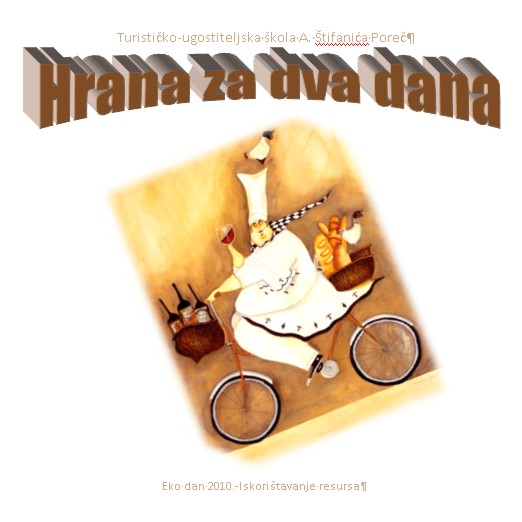 Turističko-ugostiteljska škola A. Štifanića Poreč¶
Hrana za dva dana
Eko dan 2010.-Iskorištavanje resursa¶